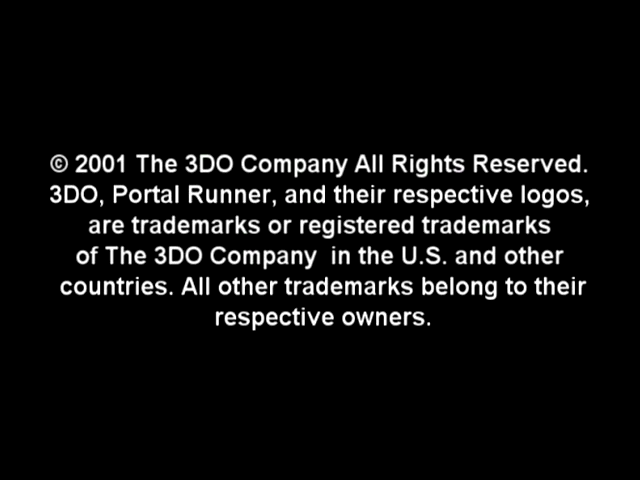 © 2001 The 3DO Company All Rights Reserved.
3DO, Portal Runner, and their respective logos,
are trademarks or registered trademarks
of The 3DO Company  in the U.S. and other
countries. All other trademarks belong to their
respective owners.